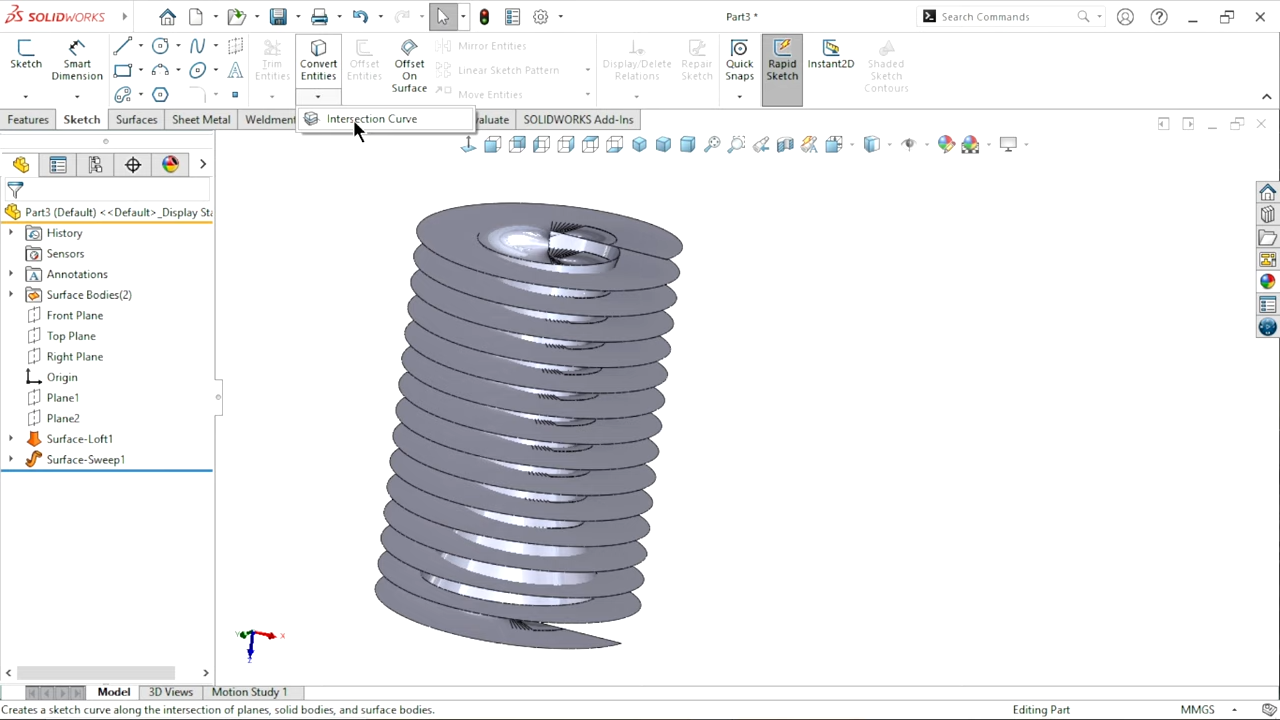 SOLIDWORKS
Part3 *
Search Commands
Sketch
Smart Dimension
Trim Entities
Convert Entities
Offset Entities
Offset On Surface
Mirror Entities
Linear Sketch Pattern
Move Entities
Display/Delete Relations
Repair Sketch
Quick Snaps
Rapid Sketch
Instant2D
Shaded Sketch Contours
Features
Sketch
Surfaces
Sheet Metal
Weldment
Intersection Curve
valuate
SOLIDWORKS Add-Ins
Part3 (Default) <<Default>_Display Sta
History
Sensors
Annotations
Surface Bodies(2)
Front Plane
Top Plane
Right Plane
Origin
Plane1
Plane2
Surface-Loft1
Surface-Sweep1
Y
X
Z
Model
3D Views
Motion Study 1
Creates a sketch curve along the intersection of planes, solid bodies, and surface bodies.
Editing Part
MMGS